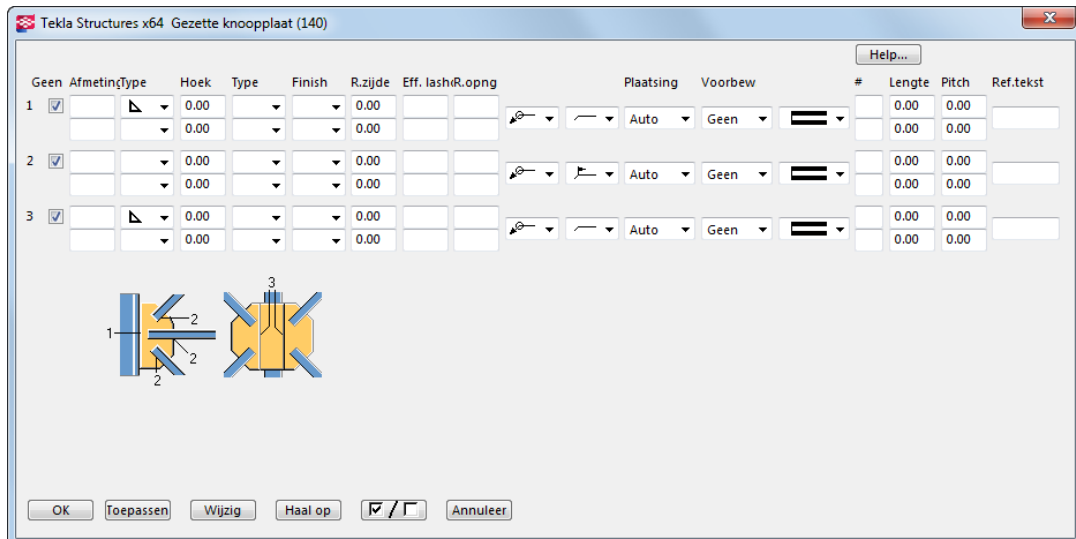 Tekla Structures x64 Gezette knoopplaat (140)
Help...
Geen Afmeting Type Hoek Type Finish R.zijde Eff. lash R.opng Plaatsing Voorbew # Lengte Pitch Ref.tekst
1 0.00 0.00 Auto Geen 0.00 0.00
0.00 0.00 0.00 0.00
2 0.00 0.00 Auto Geen 0.00 0.00
0.00 0.00 0.00 0.00
3 0.00 0.00 Auto Geen 0.00 0.00
0.00 0.00 0.00 0.00
3
1 2
2
2
OK Toepassen Wijzig Haal op / Annuleer